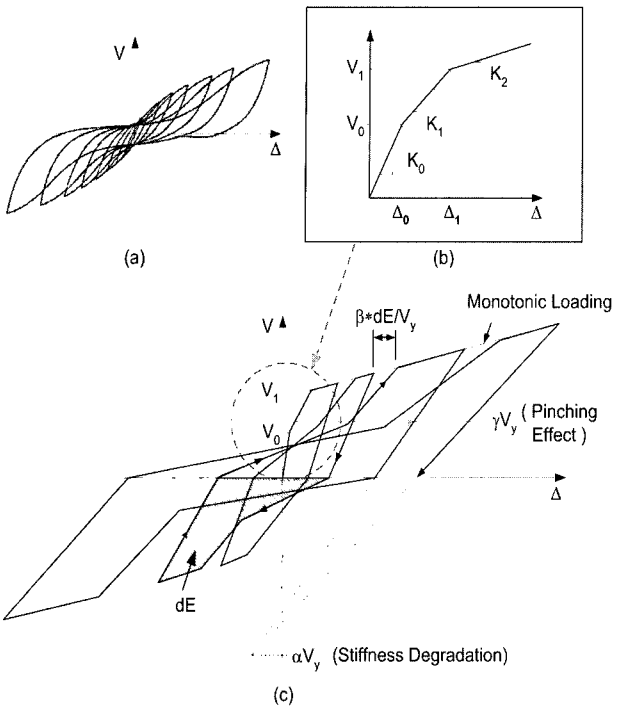 V
Δ
(a)
V₁
V₀
K₂
K₁
K₀
Δ₀
Δ₁
Δ
(b)
Monotonic Loading
β*dE/Vy
V
V₁
V₀
γVy ( Pinching
Effect )
Δ
dE
αVy (Stiffness Degradation)
(c)